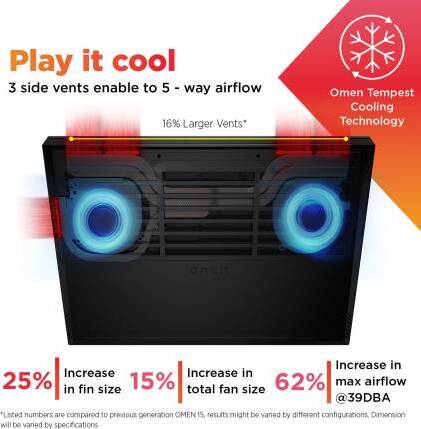 Play it cool
3 side vents enable to 5 - way airflow
Omen Tempest
Cooling
Technology
16% Larger Vents*
OMEN
25% Increase
in fin size
15% Increase in
total fan size
62% Increase in
max airflow
@39DBA
*Listed numbers are compared to previous generation OMEN 15, results might be varied by different configurations. Dimension
will be varied by specifications